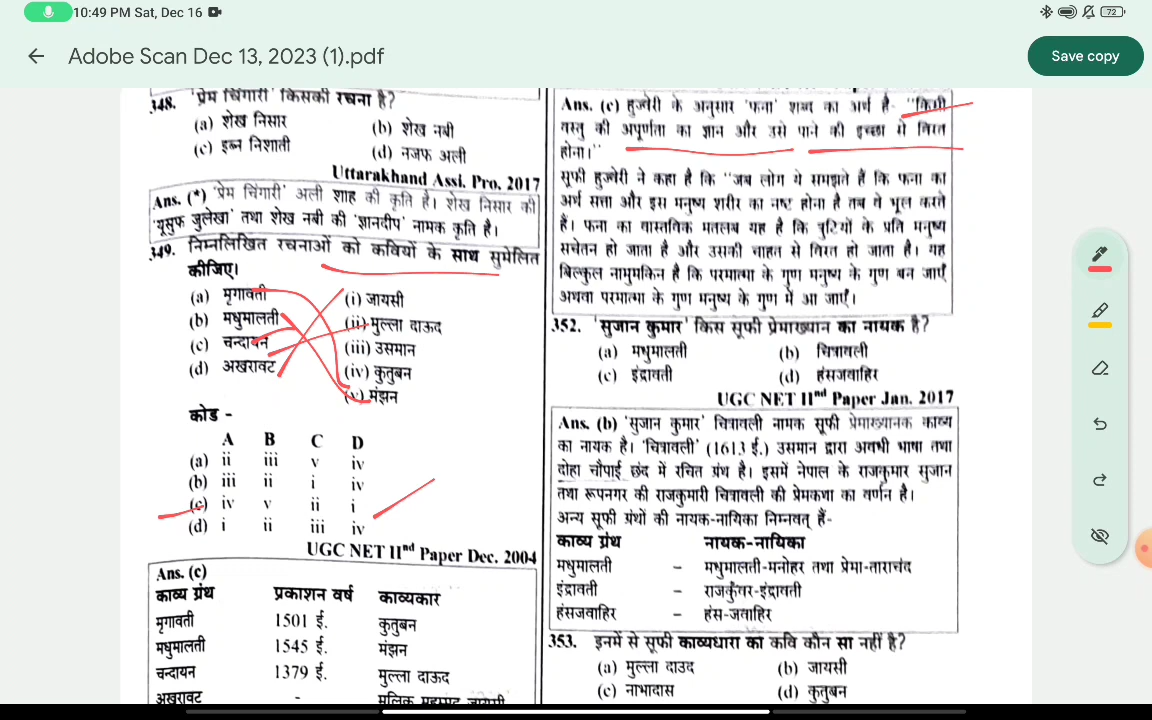 10:49 PM Sat, Dec 16
72
Adobe Scan Dec 13, 2023 (1).pdf
Save copy
348. 'प्रेम चिंगारी' किसकी रचना है?
(a) शेख निसार
(b) शेख नबी
(c) इब्न निशाती
(d) नजफ अली
Uttarakhand Assi. Pro. 2017
Ans. (*) 'प्रेम चिंगारी' अली शाह की कृति है। शेख निसार की
'यूसुफ जुलेखा' तथा शेख नबी की 'ज्ञानदीप' नामक कृति है।
349. निम्नलिखित रचनाओं को कवियों के साथ सुमेलित
कीजिए।
(a) मृगावती
(i) जायसी
(b) मधुमालती
(ii) मुल्ला दाऊद
(c) चन्दायन
(iii) उसमान
(d) अखरावट
(iv) कुतुबन
(v) मंझन
कोड -
A B C D
(a) ii iii v iv
(b) iii ii i iv
(c) iv v ii i
(d) i ii iii iv
UGC NET IInd Paper Dec. 2004
Ans. (c)
काव्य ग्रंथ प्रकाशन वर्ष काव्यकार
मृगावती 1501 ई. कुतुबन
मधुमालती 1545 ई. मंझन
चन्दायन 1379 ई. मुल्ला दाऊद
अखरावट - मलिक मुहम्मद जायसी
Ans. (c) हुज्वेरी के अनुसार 'फना' शब्द का अर्थ है- ''किसी
वस्तु की अपूर्णता का ज्ञान और उसे पाने की इच्छा से विरत
होना।''
सूफी हुज्वेरी ने कहा है कि ''जब लोग ये समझते हैं कि फना का
अर्थ सत्ता और इस मनुष्य शरीर का नष्ट होना है तब वे भूल करते
हैं। फना का वास्तविक मतलब यह है कि त्रुटियों के प्रति मनुष्य
सचेतन हो जाता है और उसकी चाहत से विरत हो जाता है। यह
बिल्कुल नामुमकिन है कि परमात्मा के गुण मनुष्य के गुण बन जाएँ
अथवा परमात्मा के गुण मनुष्य के गुण में आ जाएँ।
352. 'सुजान कुमार' किस सूफी प्रेमाख्यान का नायक है?
(a) मधुमालती
(b) चित्रावली
(c) इंद्रावती
(d) हंसजवाहिर
UGC NET IInd Paper Jan. 2017
Ans. (b) 'सुजान कुमार' चित्रावली नामक सूफी प्रेमाख्यानक काव्य
का नायक है। 'चित्रावली' (1613 ई.) उसमान द्वारा अवधी भाषा तथा
दोहा चौपाई छंद में रचित ग्रंथ है। इसमें नेपाल के राजकुमार सुजान
तथा रूपनगर की राजकुमारी चित्रावली की प्रेमकथा का वर्णन है।
अन्य सूफी ग्रंथों की नायक-नायिका निम्नवत् हैं-
काव्य ग्रंथ नायक-नायिका
मधुमालती - मधुमालती-मनोहर तथा प्रेमा-ताराचंद
इंद्रावती - राजकुँवर-इंद्रावती
हंसजवाहिर - हंस-जवाहिर
353. इनमें से सूफी काव्यधारा का कवि कौन सा नहीं है?
(a) मुल्ला दाउद
(b) जायसी
(c) नाभादास
(d) कुतुबन